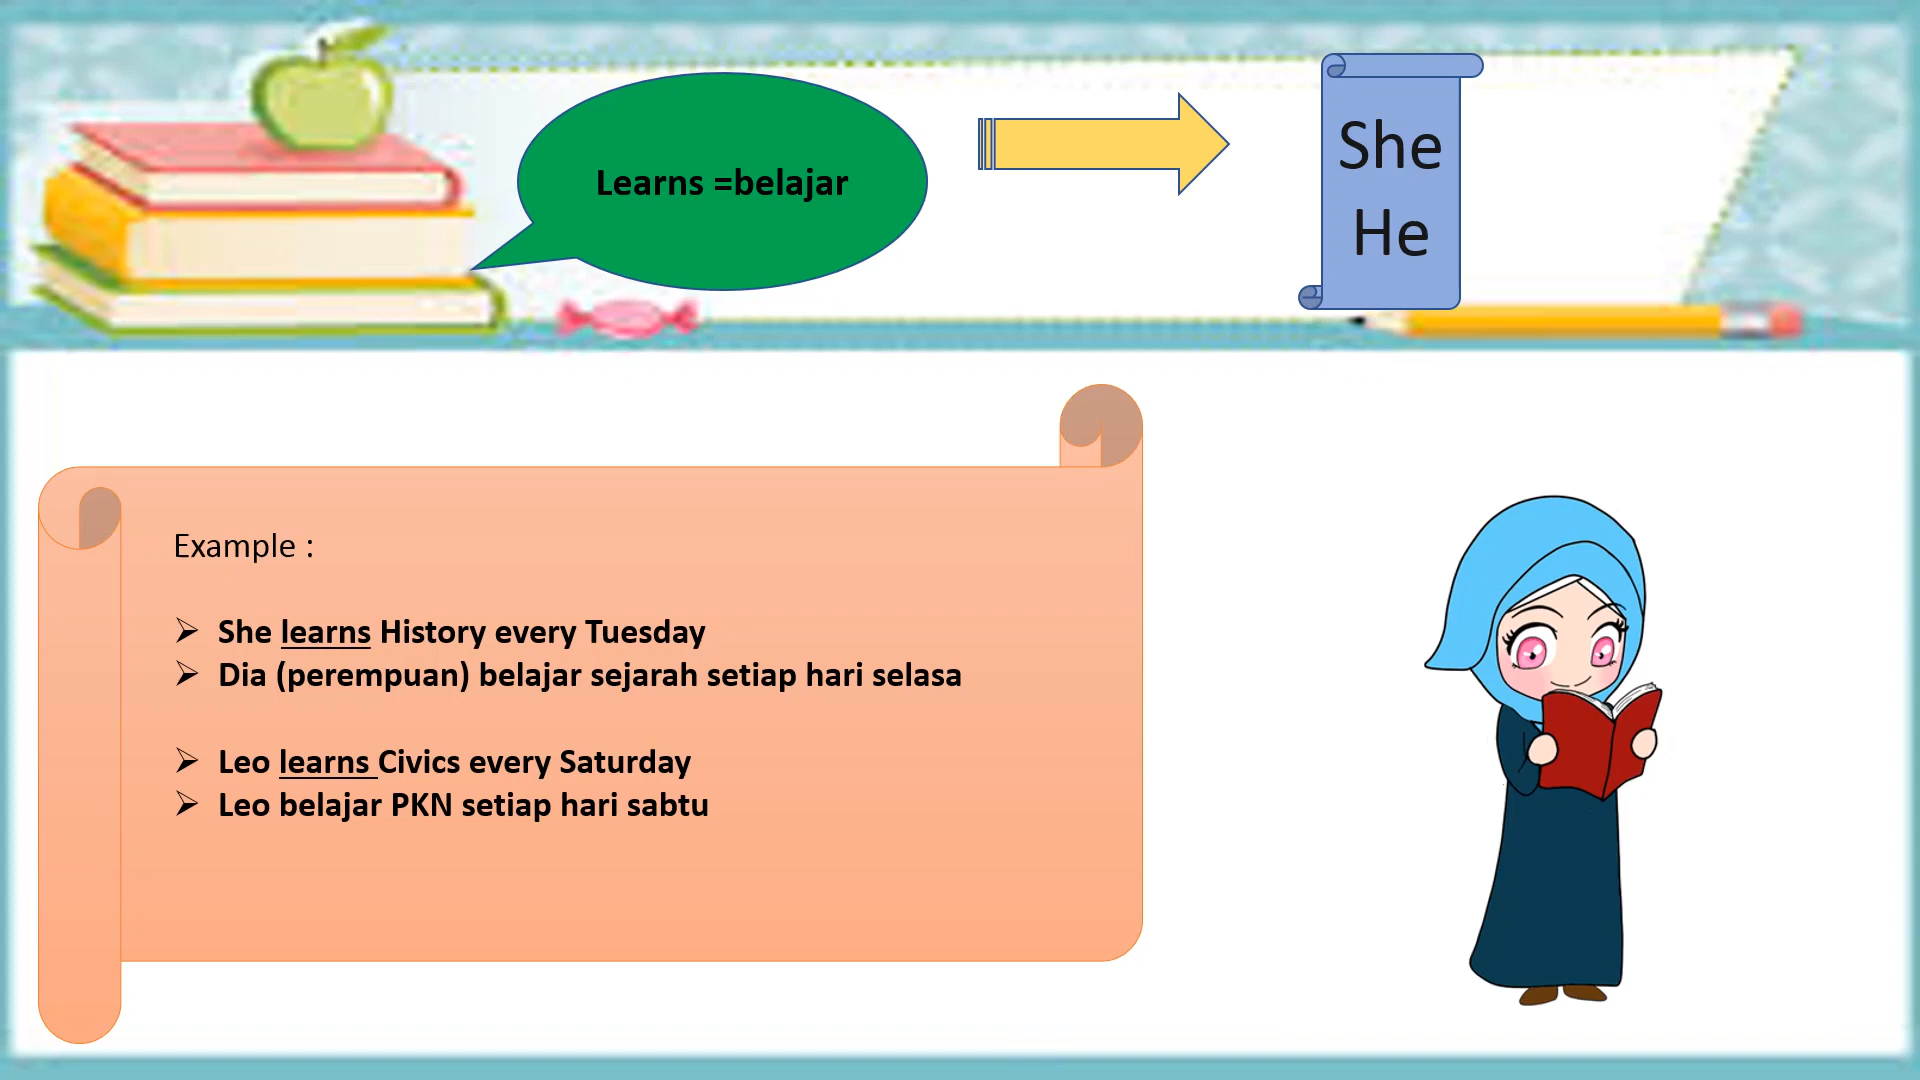 Learns =belajar
She
He
Example :
She learns History every Tuesday
Dia (perempuan) belajar sejarah setiap hari selasa
Leo learns Civics every Saturday
Leo belajar PKN setiap hari sabtu